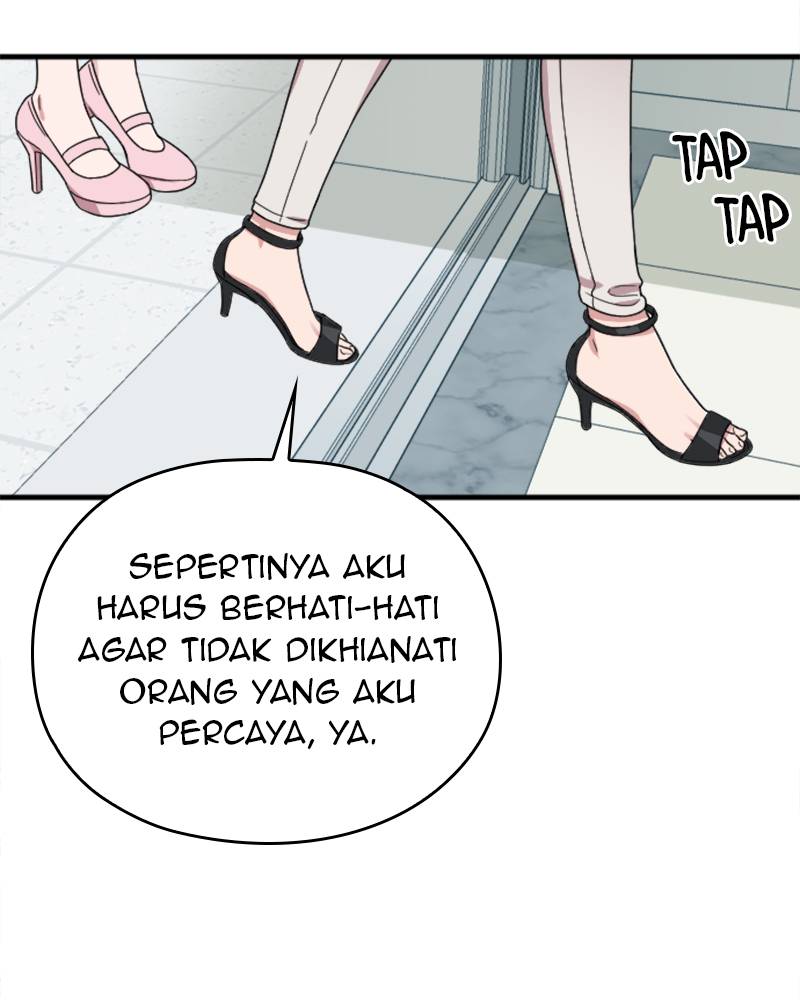 TAP
TAP
SEPERTINYA AKU
HARUS BERHATI-HATI
AGAR TIDAK DIKHIANATI
ORANG YANG AKU
PERCAYA, YA.